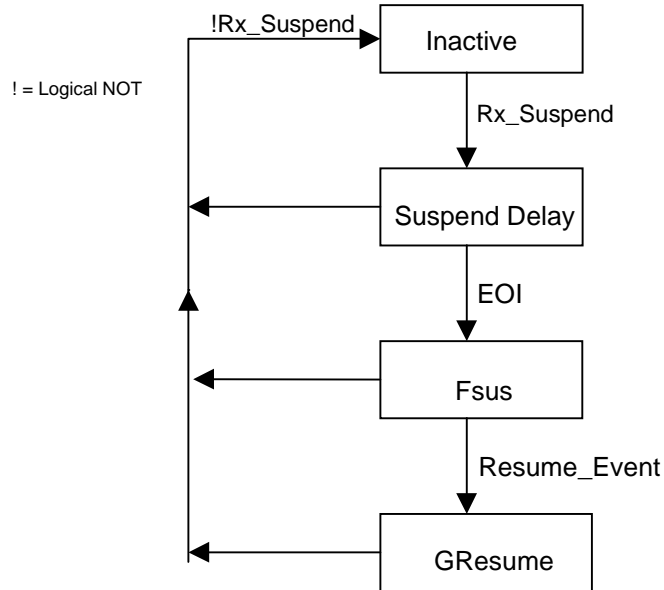 !Rx_Suspend
Inactive
! = Logical NOT
Rx_Suspend
Suspend Delay
EOI
Fsus
Resume_Event
GResume